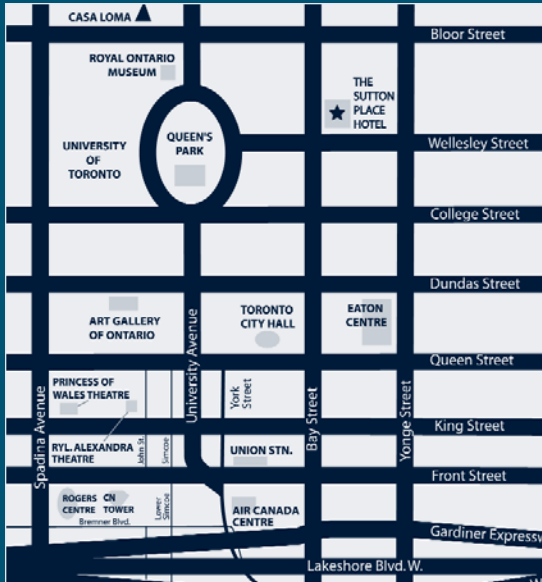 CASA LOMA
Bloor Street
ROYAL ONTARIO
MUSEUM
THE
SUTTON
PLACE
HOTEL
QUEEN'S
PARK
UNIVERSITY
OF
TORONTO
Wellesley Street
College Street
Dundas Street
ART GALLERY
OF ONTARIO
University Avenue
TORONTO
CITY HALL
EATON
CENTRE
Queen Street
PRINCESS OF
WALES THEATRE
York
Street
Spadina Avenue
Bay Street
Yonge Street
King Street
RYL. ALEXANDRA
THEATRE
John St.
Simcoe
UNION STN.
Front Street
ROGERS
CENTRE
CN
TOWER
Lower
Simcoe
Bremner Blvd.
AIR CANADA
CENTRE
Gardiner Expressw
Lakeshore Blvd.W.